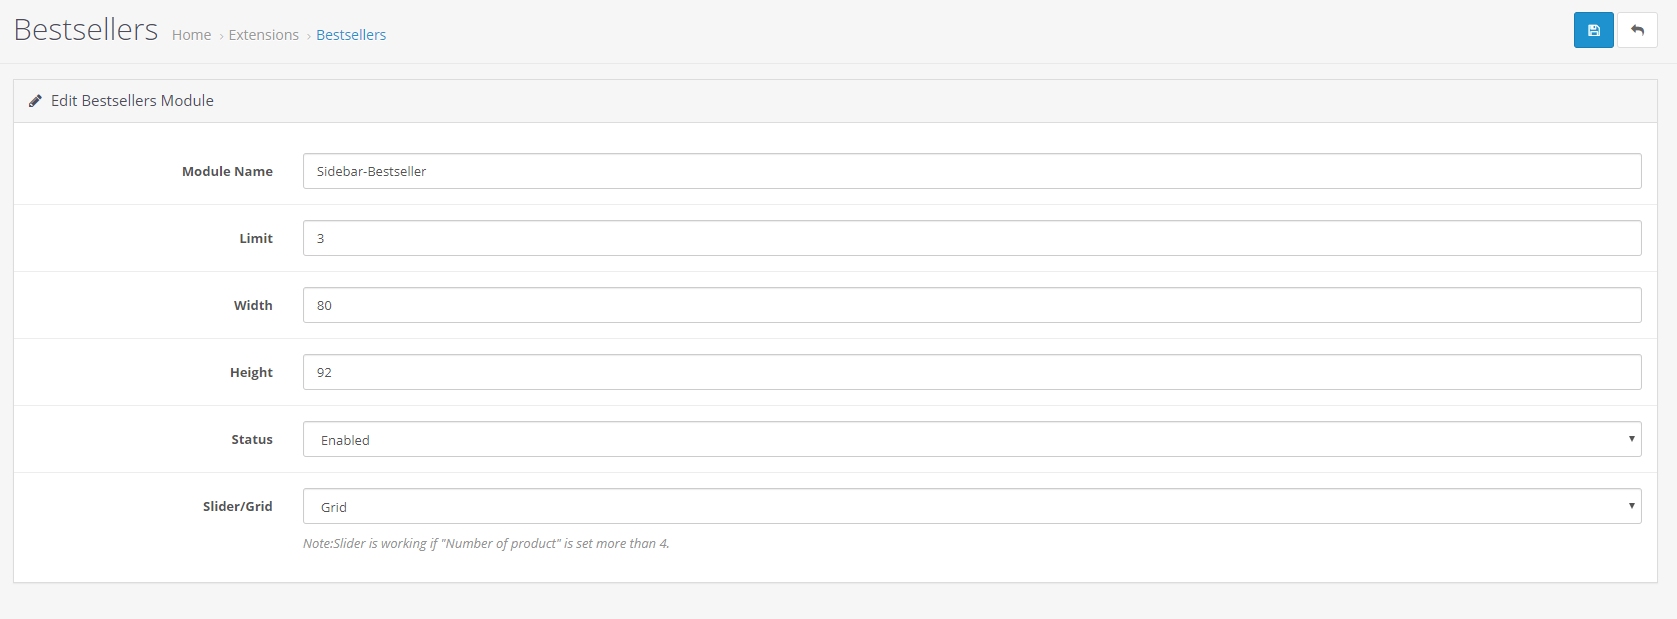 Bestsellers Home › Extensions › Bestsellers
Edit Bestsellers Module
Module Name Sidebar-Bestseller
Limit 3
Width 80
Height 92
Status Enabled
Slider/Grid Grid
Note:Slider is working if "Number of product" is set more than 4.